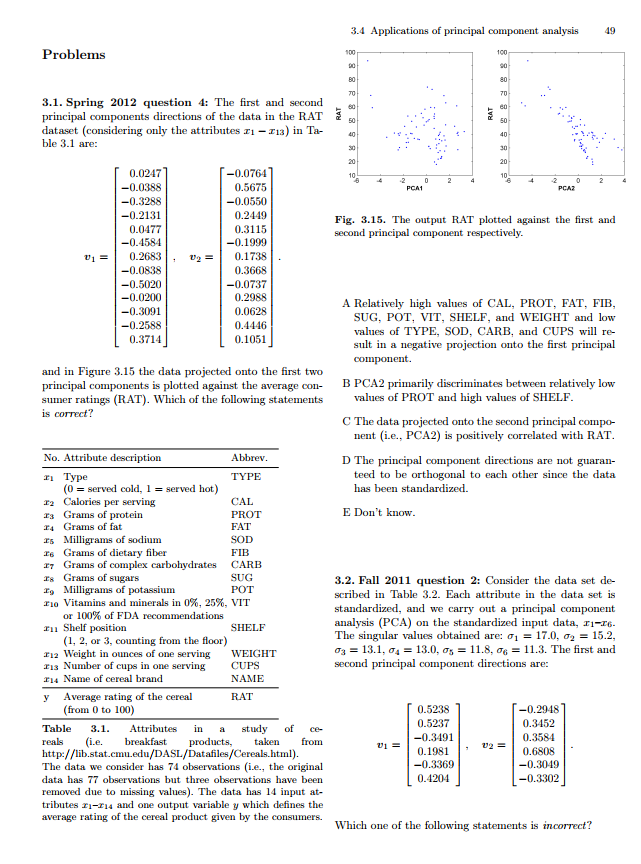 3.4 Applications of principal component analysis 49
Problems
3.1. Spring 2012 question 4: The first and second
principal components directions of the data in the RAT
dataset (considering only the attributes x1 − x13) in Ta-
ble 3.1 are:
v1 = [
0.0247
−0.0388
−0.3288
−0.2131
0.0477
−0.4584
0.2683
−0.0838
−0.5020
−0.0200
−0.3091
−0.2588
0.3714
] , v2 = [
−0.0764
0.5675
−0.0550
0.2449
0.3115
−0.1999
0.1738
0.3668
−0.0737
0.2988
0.0628
0.4446
0.1051
] .
and in Figure 3.15 the data projected onto the first two
principal components is plotted against the average con-
sumer ratings (RAT). Which of the following statements
is correct?
No. Attribute description Abbrev.
x1 Type TYPE
(0 = served cold, 1 = served hot)
x2 Calories per serving CAL
x3 Grams of protein PROT
x4 Grams of fat FAT
x5 Milligrams of sodium SOD
x6 Grams of dietary fiber FIB
x7 Grams of complex carbohydrates CARB
x8 Grams of sugars SUG
x9 Milligrams of potassium POT
x10 Vitamins and minerals in 0%, 25%, VIT
or 100% of FDA recommendations
x11 Shelf position SHELF
(1, 2, or 3, counting from the floor)
x12 Weight in ounces of one serving WEIGHT
x13 Number of cups in one serving CUPS
x14 Name of cereal brand NAME
y Average rating of the cereal RAT
(from 0 to 100)
Table 3.1. Attributes in a study of ce-
reals (i.e. breakfast products, taken from
http://lib.stat.cmu.edu/DASL/Datafiles/Cereals.html).
The data we consider has 74 observations (i.e., the original
data has 77 observations but three observations have been
removed due to missing values). The data has 14 input at-
tributes x1–x14 and one output variable y which defines the
average rating of the cereal product given by the consumers.
100
90
80
70
60
50
40
30
20
10
RAT
-6 -4 -2 0 2 4
PCA1
100
90
80
70
60
50
40
30
20
10
RAT
-6 -4 -2 0 2 4
PCA2
Fig. 3.15. The output RAT plotted against the first and
second principal component respectively.
A Relatively high values of CAL, PROT, FAT, FIB,
SUG, POT, VIT, SHELF, and WEIGHT and low
values of TYPE, SOD, CARB, and CUPS will re-
sult in a negative projection onto the first principal
component.
B PCA2 primarily discriminates between relatively low
values of PROT and high values of SHELF.
C The data projected onto the second principal compo-
nent (i.e., PCA2) is positively correlated with RAT.
D The principal component directions are not guaran-
teed to be orthogonal to each other since the data
has been standardized.
E Don't know.
3.2. Fall 2011 question 2: Consider the data set de-
scribed in Table 3.2. Each attribute in the data set is
standardized, and we carry out a principal component
analysis (PCA) on the standardized input data, x1–x6.
The singular values obtained are: σ1 = 17.0, σ2 = 15.2,
σ3 = 13.1, σ4 = 13.0, σ5 = 11.8, σ6 = 11.3. The first and
second principal component directions are:
v1 = [
0.5238
0.5237
−0.3491
0.1981
−0.3369
0.4204
] , v2 = [
−0.2948
0.3452
0.3584
0.6808
−0.3049
−0.3302
] .
Which one of the following statements is incorrect?